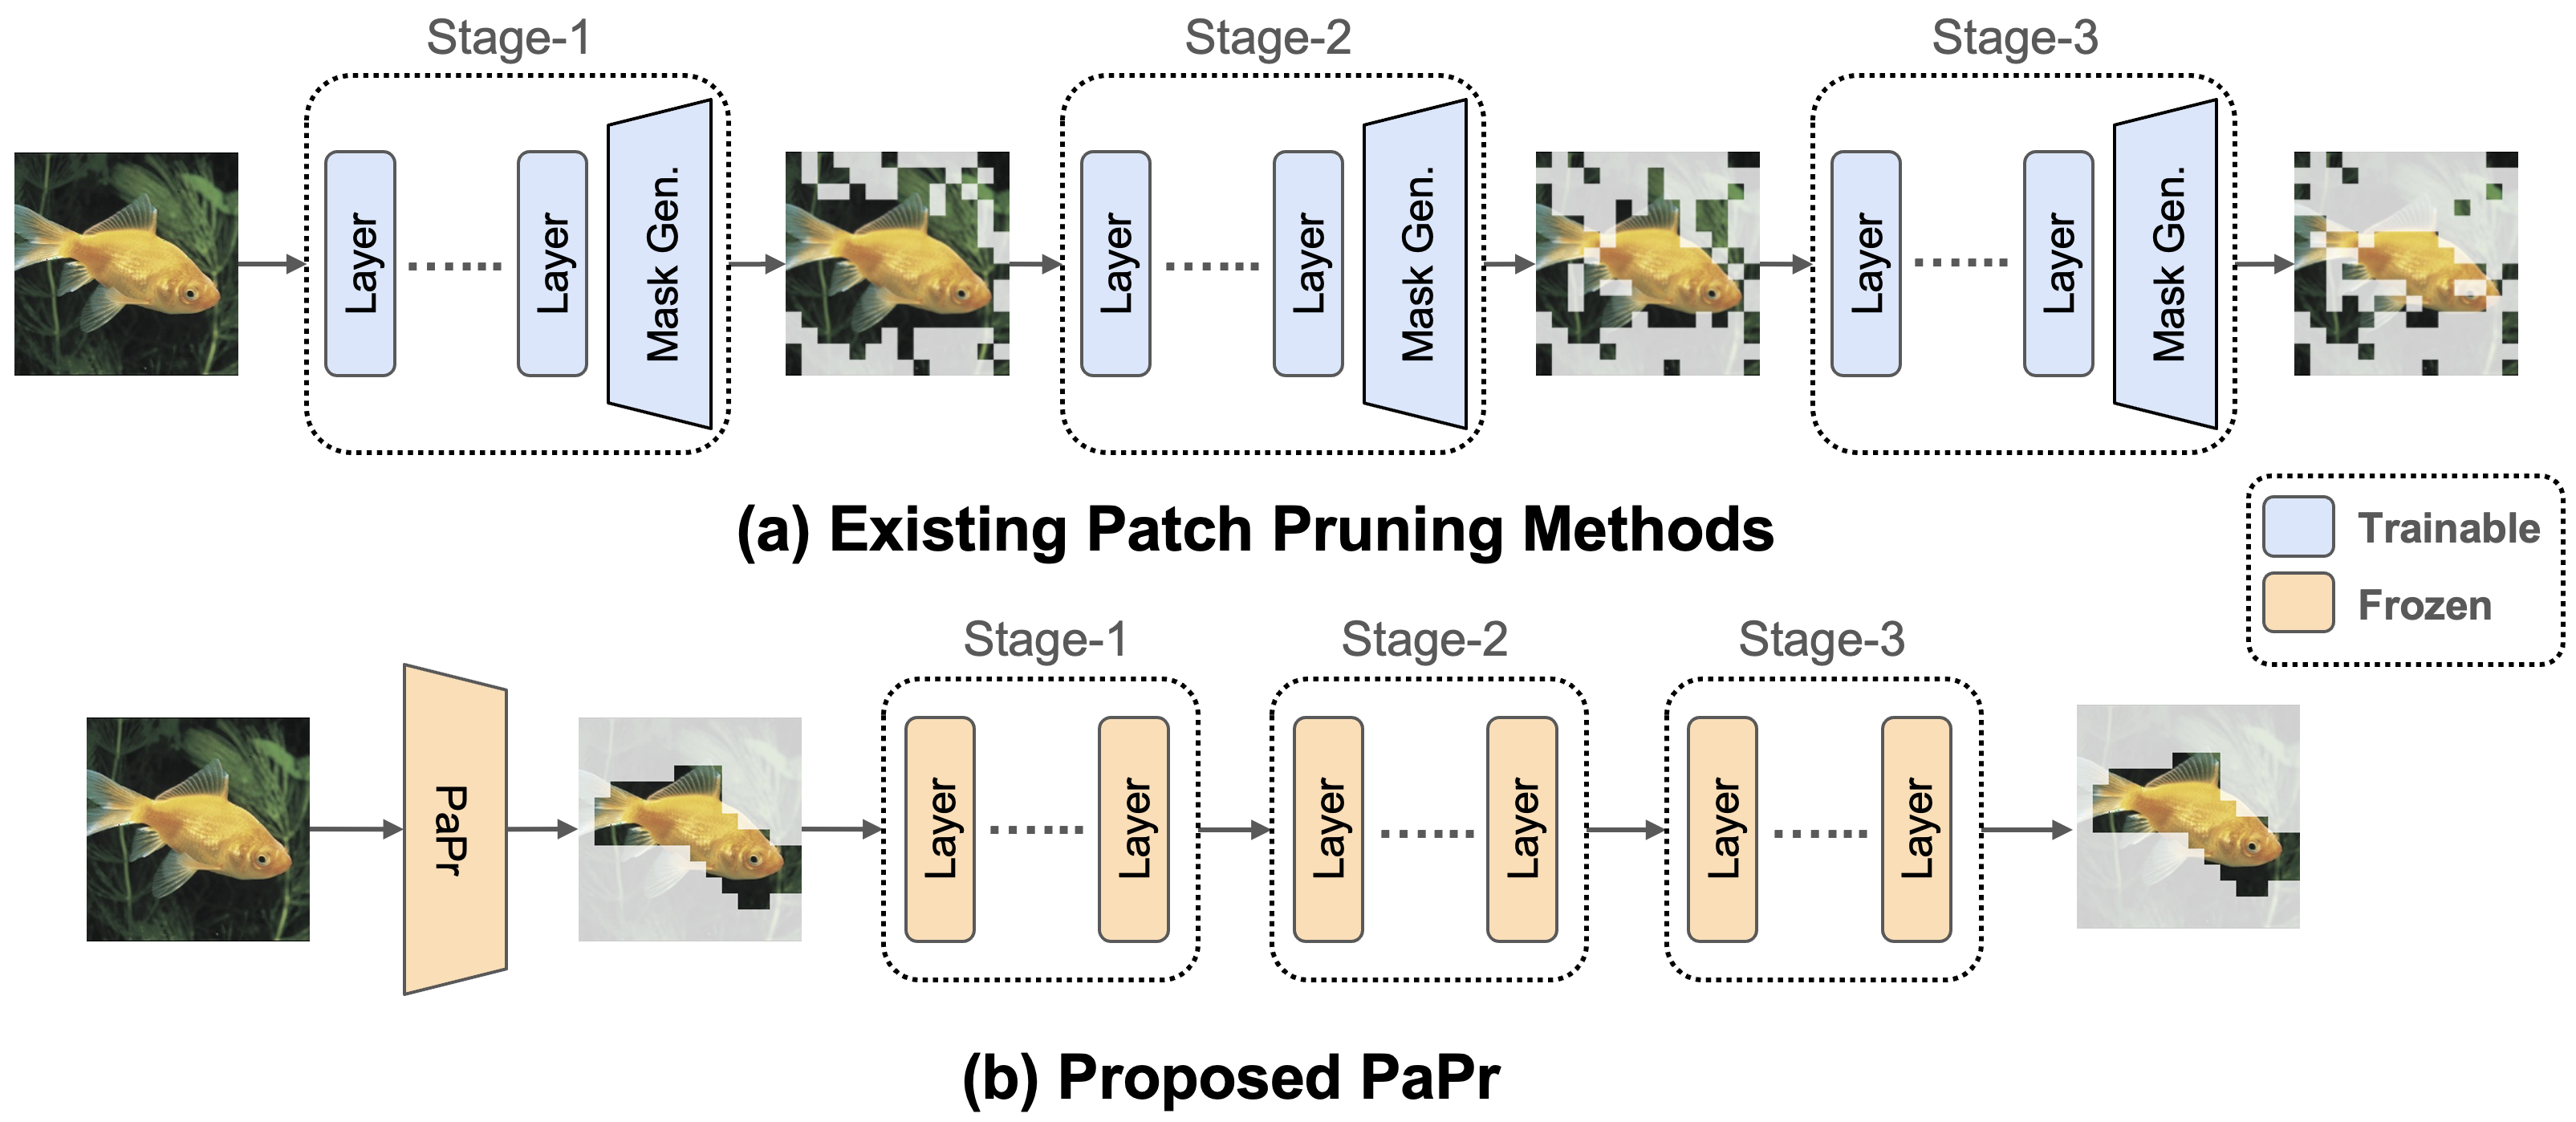 Stage-1
Stage-2
Stage-3
Layer
Layer
Mask Gen.
Layer
Layer
Mask Gen.
Layer
Layer
Mask Gen.
(a) Existing Patch Pruning Methods
Trainable
Frozen
Stage-1
Stage-2
Stage-3
PaPr
Layer
Layer
Layer
Layer
Layer
Layer
(b) Proposed PaPr